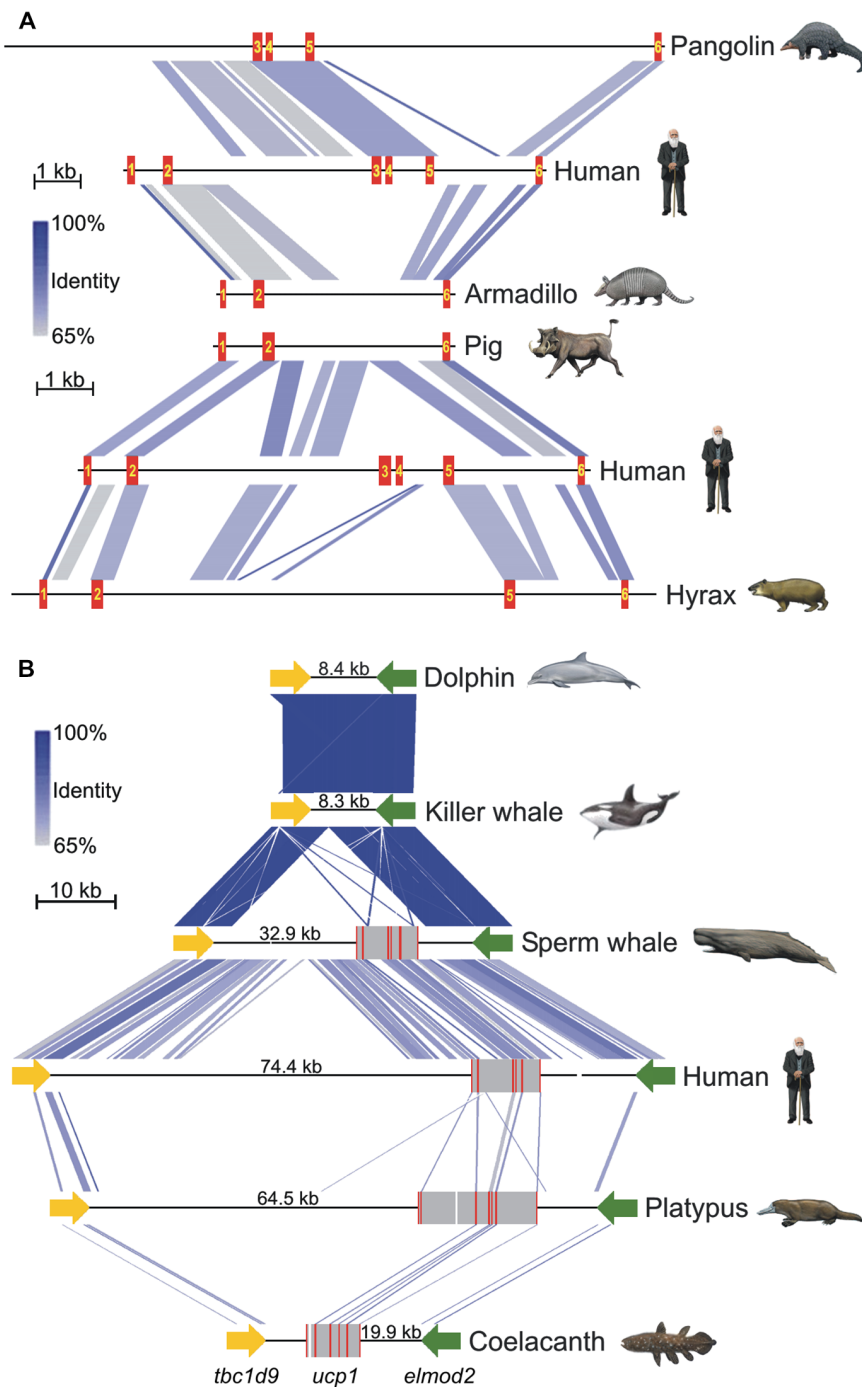 A
3 4 5 6 Pangolin
1 2 3 4 5 6 Human
1 kb
100%
Identity
65%
1 2 6 Armadillo
1 2 6 Pig
1 kb
1 2 3 4 5 6 Human
1 2 5 6 Hyrax
B
8.4 kb Dolphin
100%
Identity
65%
8.3 kb Killer whale
10 kb
32.9 kb Sperm whale
74.4 kb Human
64.5 kb Platypus
19.9 kb Coelacanth
tbc1d9 ucp1 elmod2